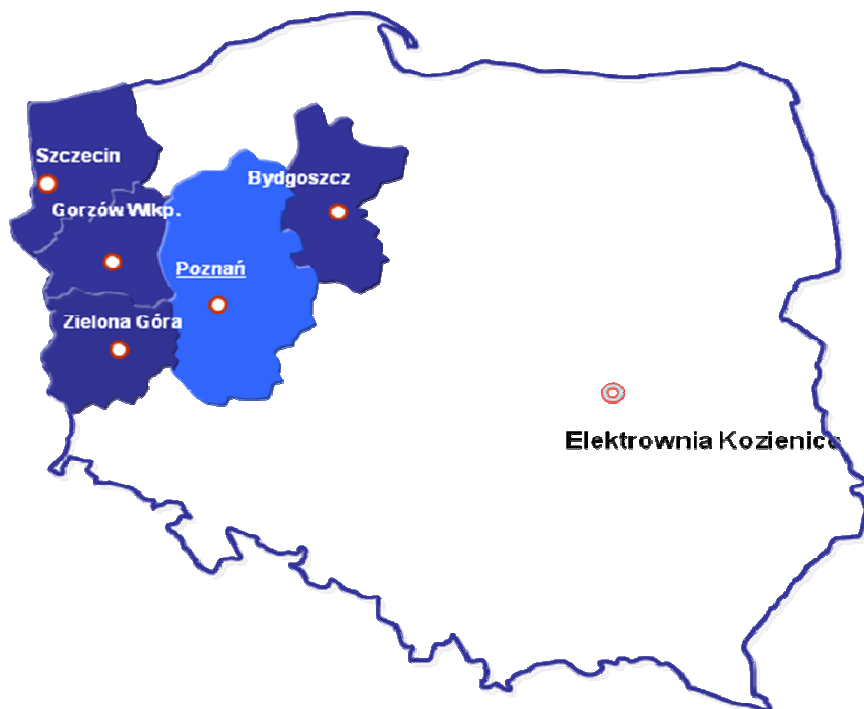 Szczecin
Bydgoszcz
Gorzów Wlkp.
Poznań
Zielona Góra
Elektrownia Kozienice